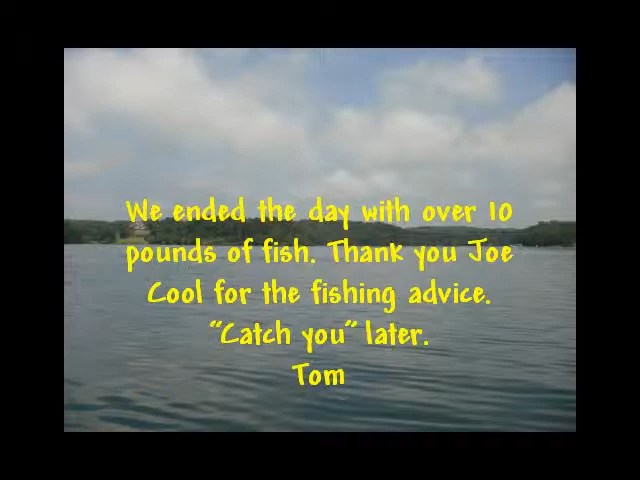 We ended the day with over 10
pounds of fish. Thank you Joe
Cool for the fishing advice.
"Catch you" later.
Tom